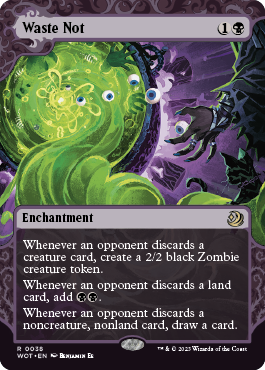 Waste Not 1
Enchantment
Whenever an opponent discards a
creature card, create a 2/2 black Zombie
creature token.
Whenever an opponent discards a land
card, add .
Whenever an opponent discards a
noncreature, nonland card, draw a card.
R 0038
WOT • EN Benjamin Ee
™ & © 2023 Wizards of the Coast